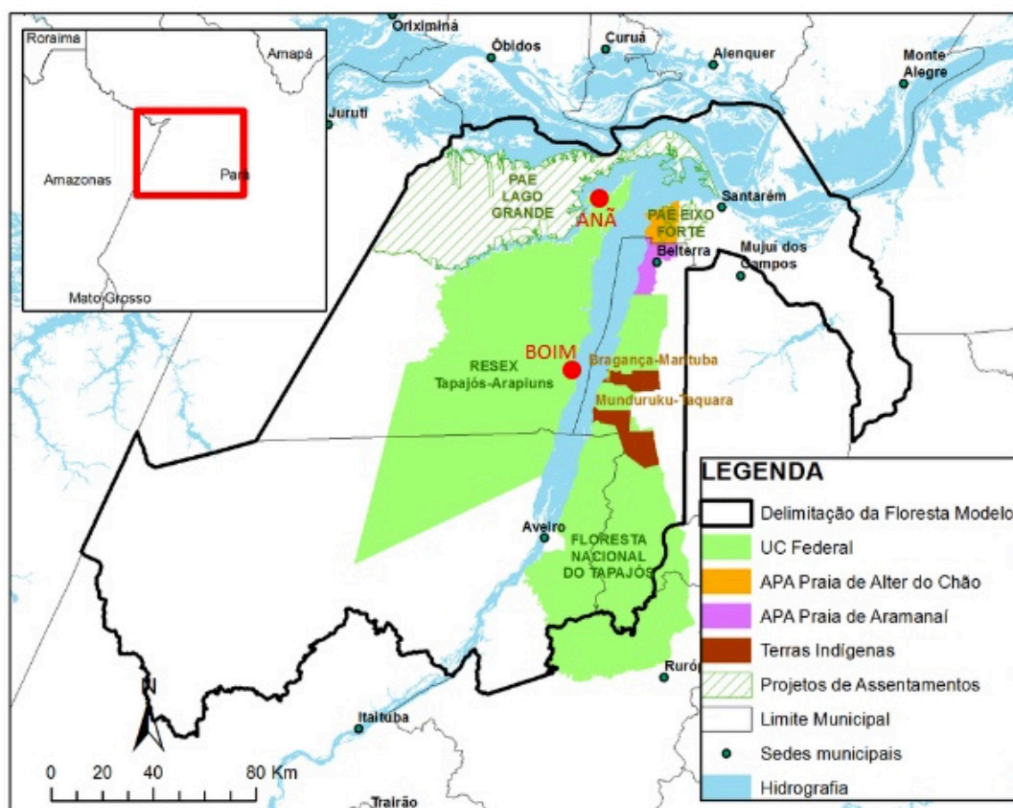 Oriximiná
Óbidos
Curuá
Alenquer
Monte
Alegre
Roraima
Amapá
Amazonas
Pará
Mato-Grosso
Juruti
PAE
LAGO
GRANDE
ANÃ
PAE EIXO
FORTE
Santarém
Belterra
Mujuí dos
Campos
BOIM
RESEX
Tapajós-Arapiuns
Bragança-Marituba
Munduruku-Taquara
Aveiro
FLORESTA
NACIONAL
DO TAPAJÓS
Itaituba
Trairão
N
0 20 40 80 Km
LEGENDA
Delimitação da Floresta Modelo
UC Federal
APA Praia de Alter do Chão
APA Praia de Aramanaí
Terras Indígenas
Projetos de Assentamentos
Limite Municipal
Sedes municipais
Hidrografia